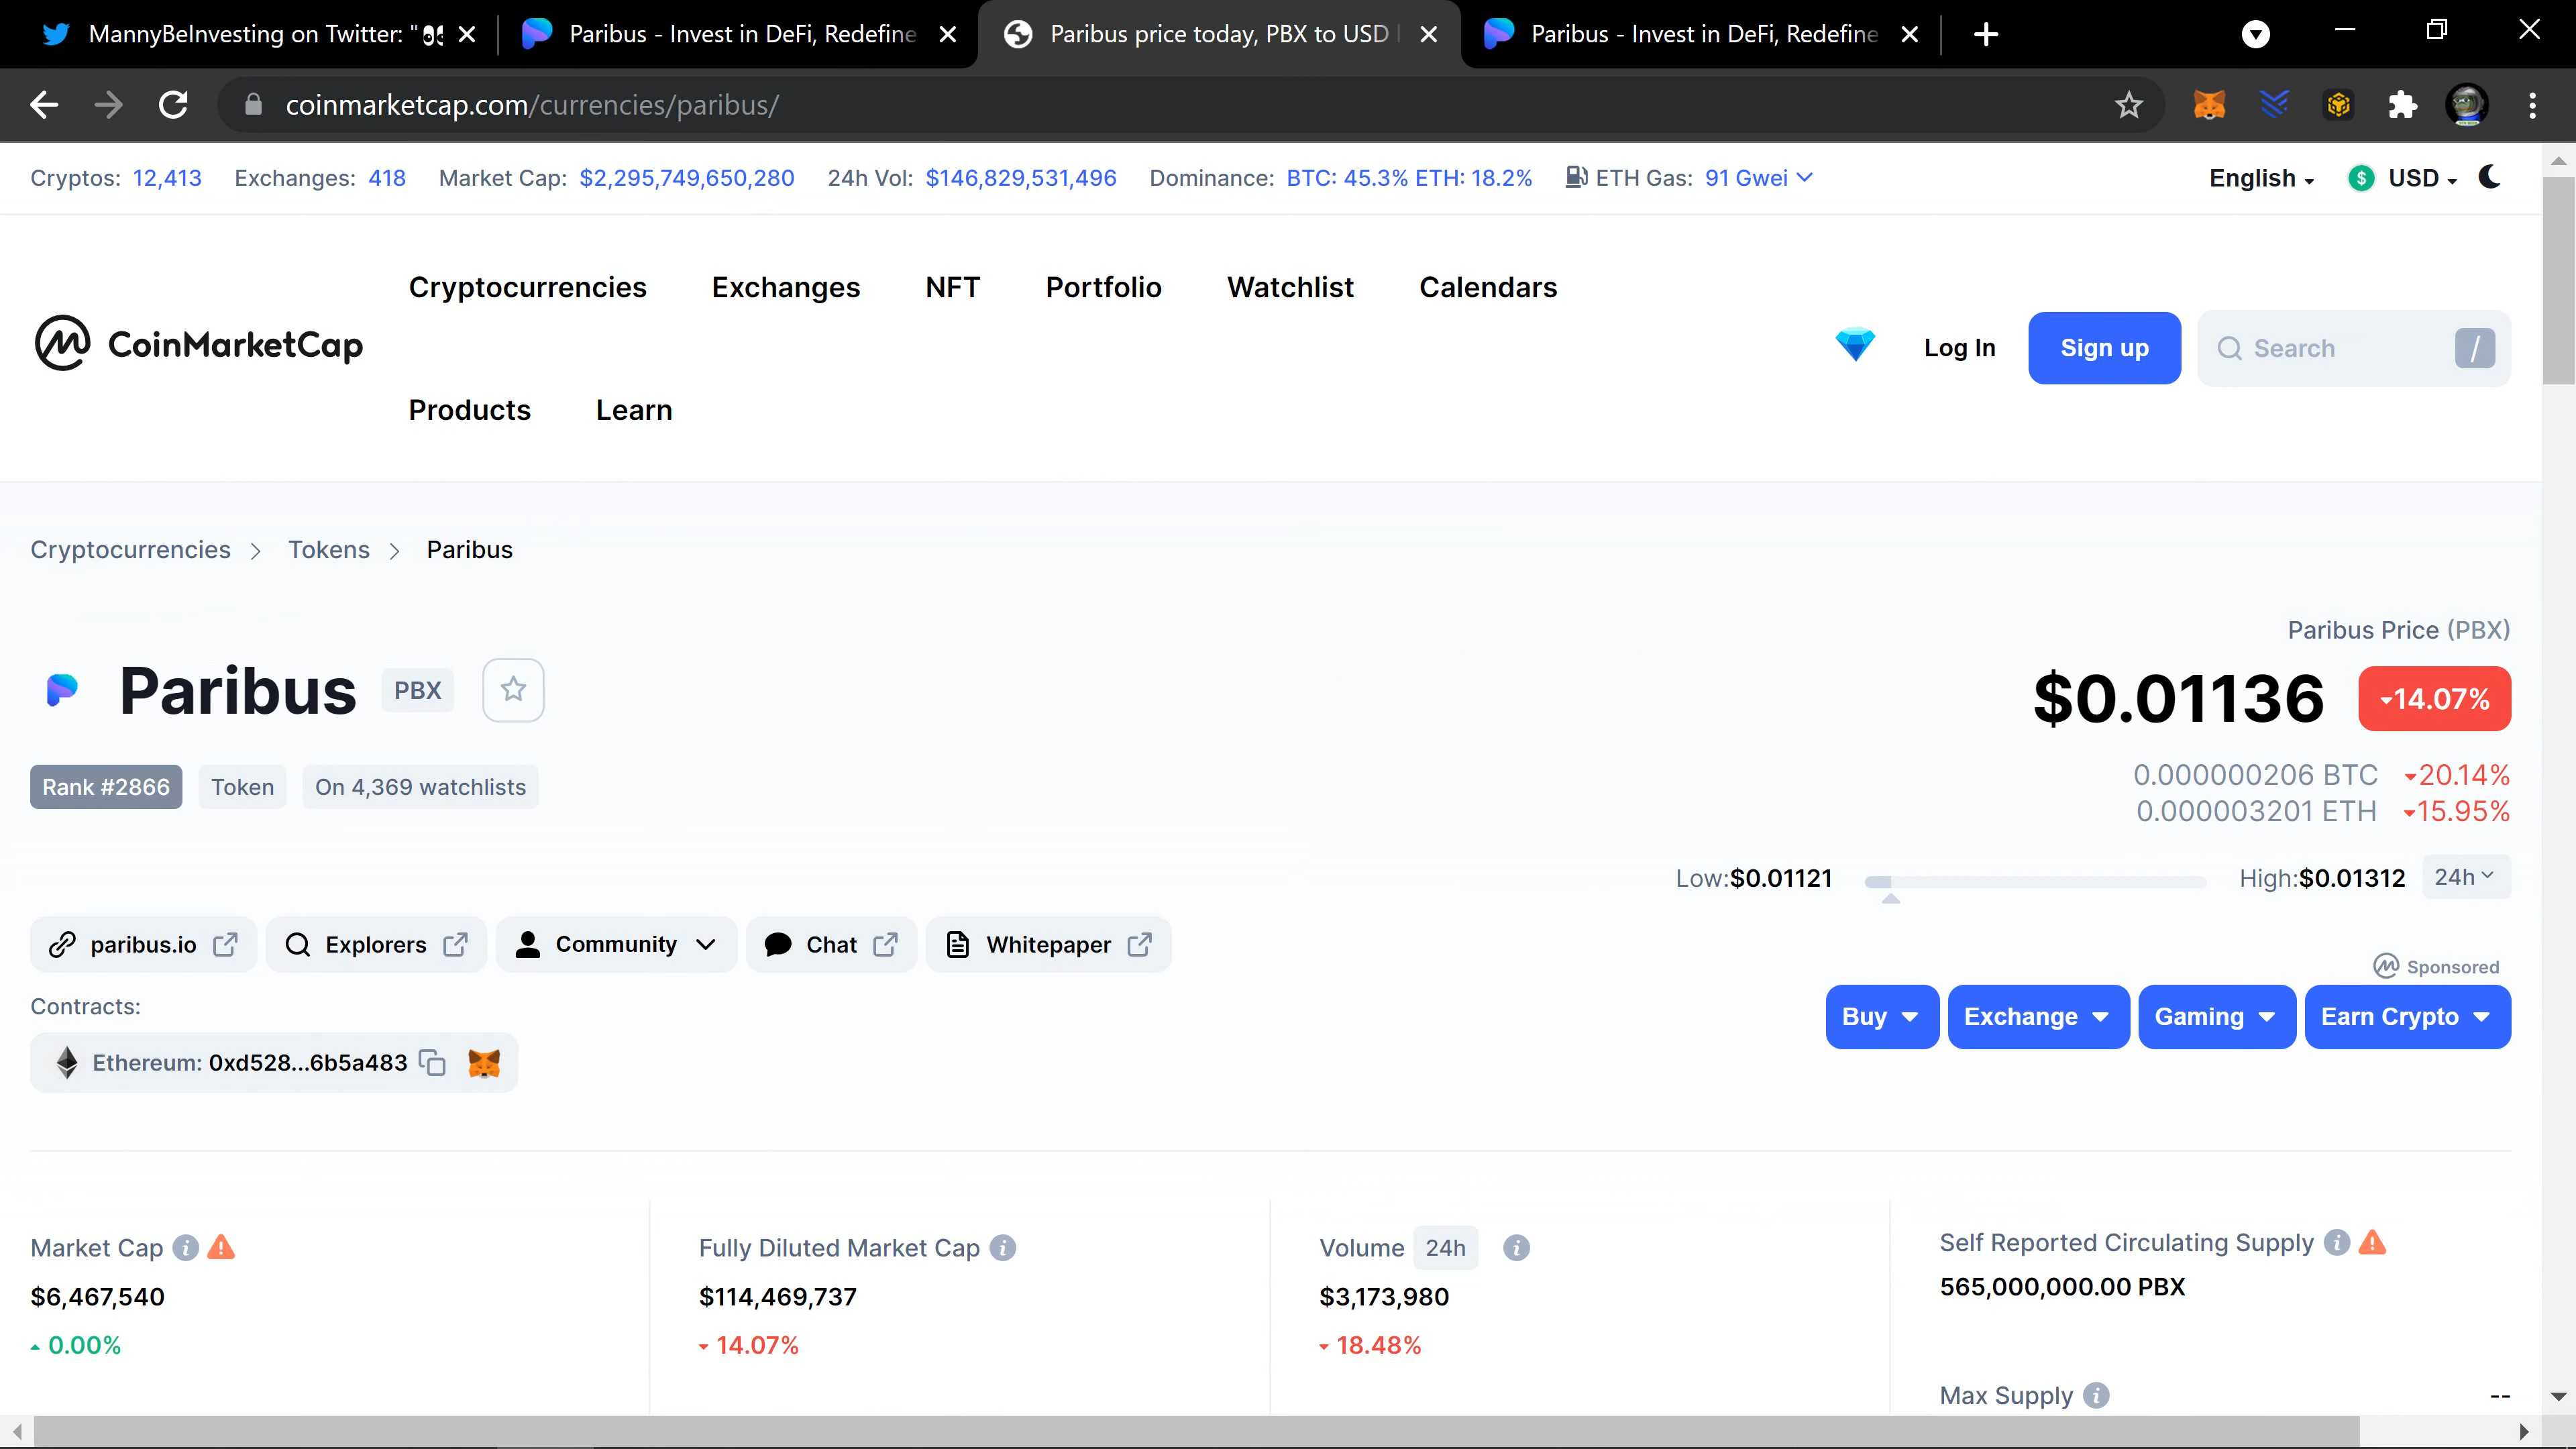 MannyBeInvesting on Twitter: "👀
Paribus - Invest in DeFi, Redefine
Paribus price today, PBX to USD
Paribus - Invest in DeFi, Redefine
coinmarketcap.com/currencies/paribus/
Cryptos: 12,413 Exchanges: 418 Market Cap: $2,295,749,650,280 24h Vol: $146,829,531,496 Dominance: BTC: 45.3% ETH: 18.2% ETH Gas: 91 Gwei
English
$ USD
Cryptocurrencies Exchanges NFT Portfolio Watchlist Calendars
CoinMarketCap
Log In
Sign up
Search /
Products Learn
Cryptocurrencies > Tokens > Paribus
Paribus Price (PBX)
Paribus PBX
$0.01136 14.07%
Rank #2866 Token On 4,369 watchlists
0.000000206 BTC 20.14%
0.000003201 ETH 15.95%
Low:$0.01121 High:$0.01312 24h
paribus.io Explorers Community Chat Whitepaper
Sponsored
Contracts:
Buy Exchange Gaming Earn Crypto
Ethereum: 0xd528...6b5a483
Market Cap
$6,467,540
0.00%
Fully Diluted Market Cap
$114,469,737
14.07%
Volume 24h
$3,173,980
18.48%
Self Reported Circulating Supply
565,000,000.00 PBX
Max Supply --